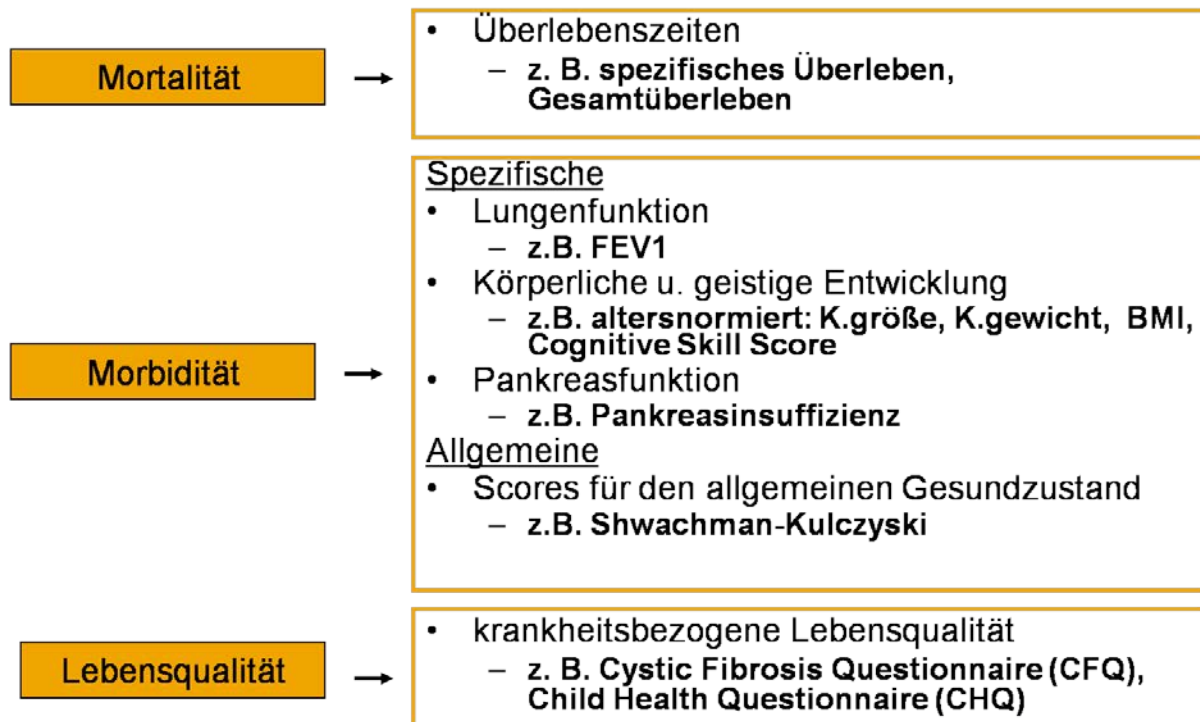 Mortalität
• Überlebenszeiten
– z. B. spezifisches Überleben,
Gesamtüberleben
Morbidität
Spezifische
• Lungenfunktion
– z.B. FEV1
• Körperliche u. geistige Entwicklung
– z.B. altersnormiert: K.größe, K.gewicht, BMI,
Cognitive Skill Score
• Pankreasfunktion
– z.B. Pankreasinsuffizienz
Allgemeine
• Scores für den allgemeinen Gesundzustand
– z.B. Shwachman-Kulczyski
Lebensqualität
• krankheitsbezogene Lebensqualität
– z. B. Cystic Fibrosis Questionnaire (CFQ),
Child Health Questionnaire (CHQ)